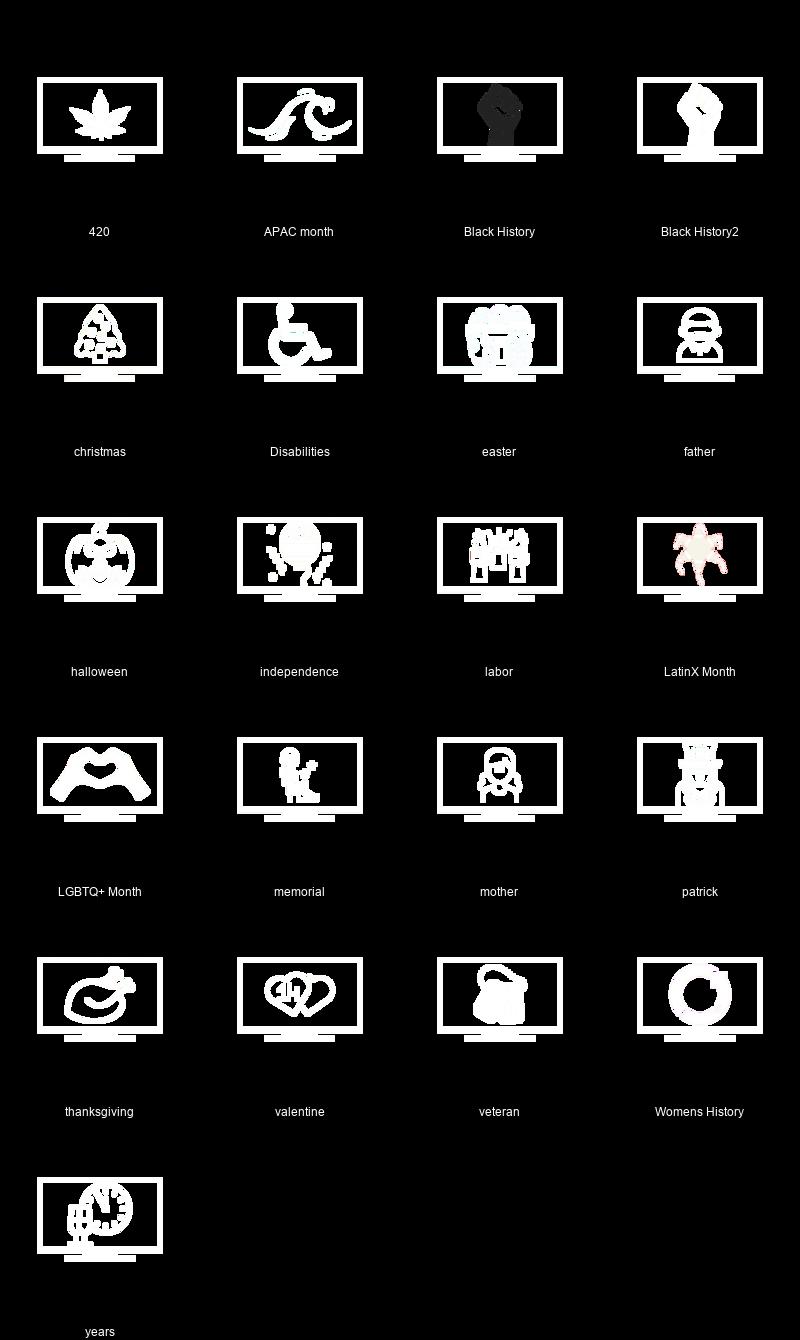 420
APAC month
Black History
Black History2
christmas
Disabilities
easter
father
halloween
independence
labor
LatinX Month
LGBTQ+ Month
memorial
mother
patrick
14
thanksgiving
valentine
veteran
Womens History
years